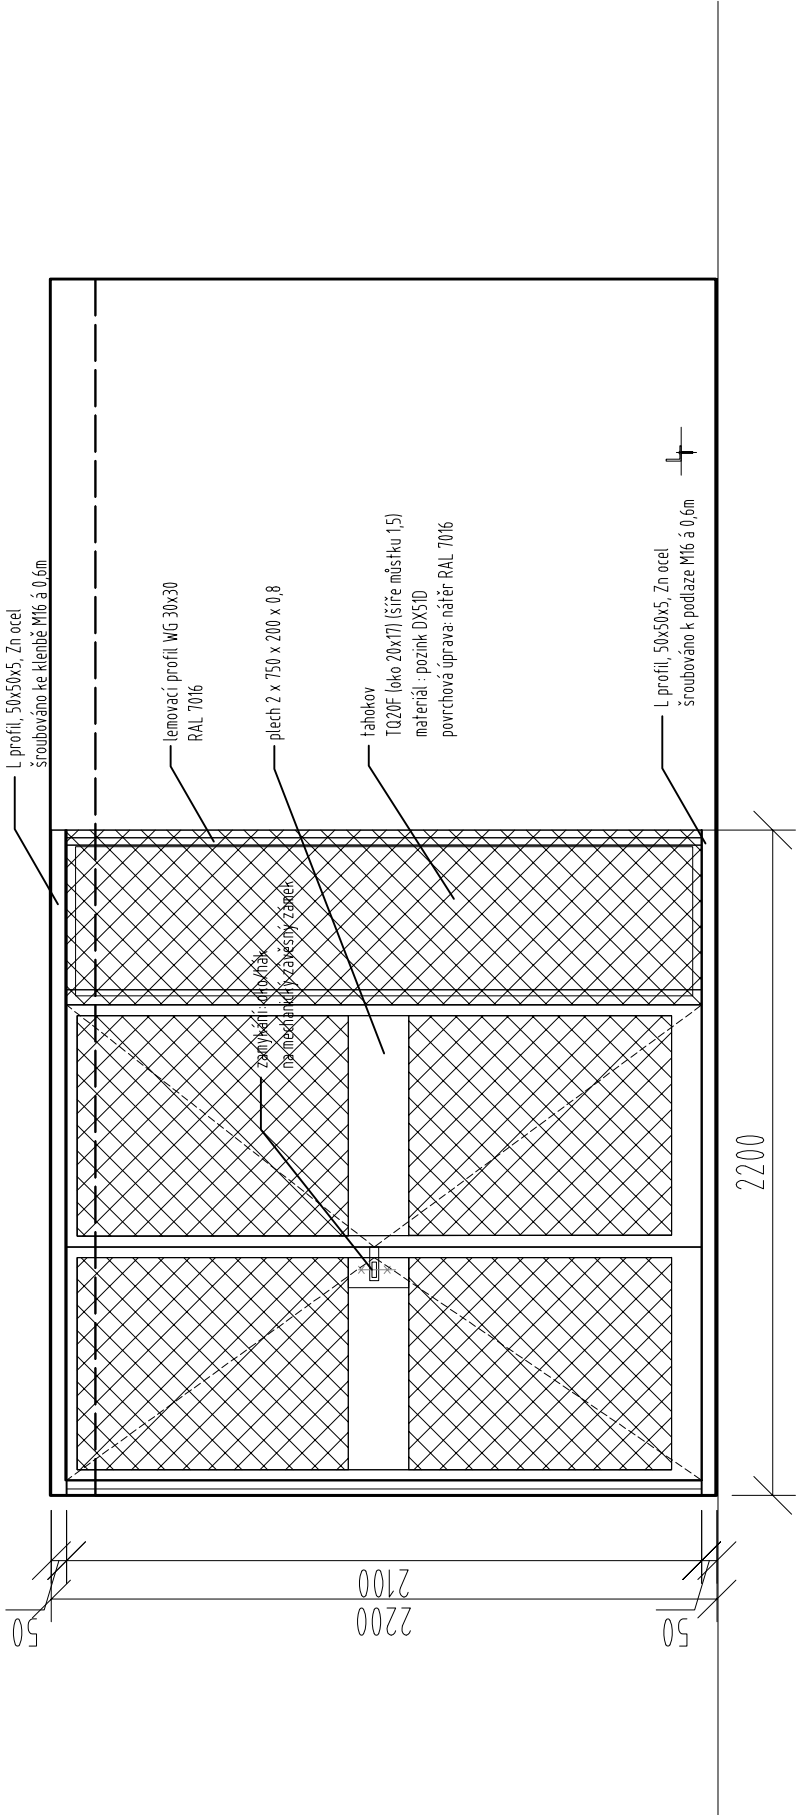 L profil, 50x50x5, Zn ocel
šroubováno ke klenbě M16 á 0,6m
lemovací profil WG 30x30
RAL 7016
plech 2 x 750 x 200 x 0,8
tahokov
TQ20F (oko 20x17) (šíře můstku 1,5)
materiál : pozink DX51D
povrchová úprava: nátěr RAL 7016
L profil, 50x50x5, Zn ocel
šroubováno k podlaze M16 á 0,6m
zamykání: oko/hák
na mechanický závěsný zámek
2200
50
2100
2200
50